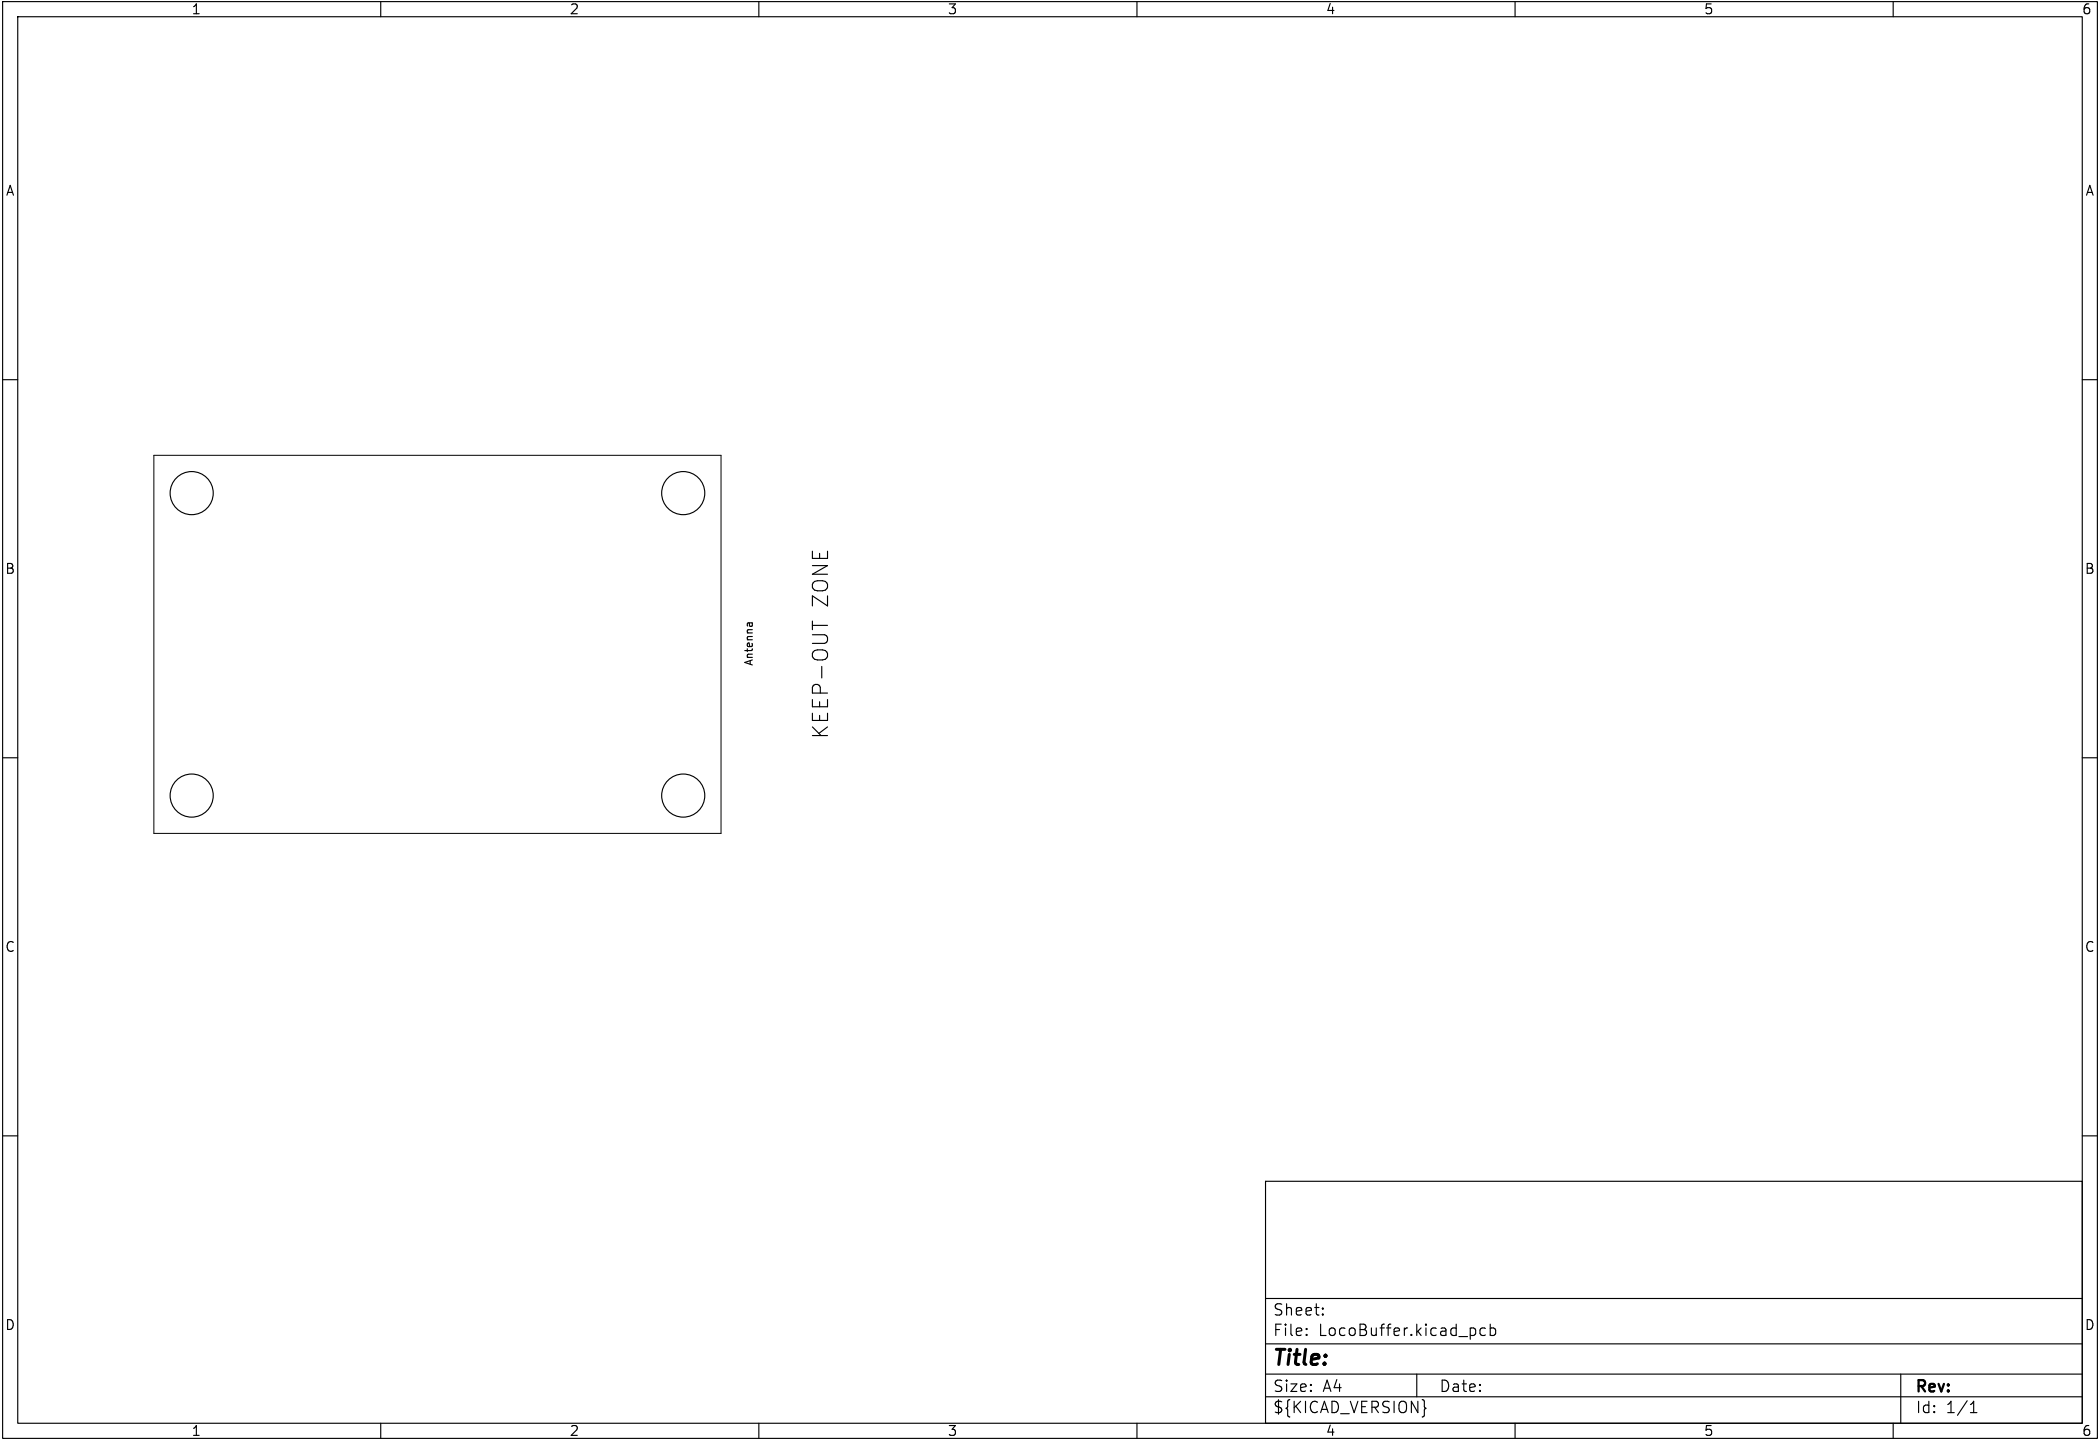 1 2 3 4 5 6
A A
B B
Antenna
KEEP-OUT ZONE
C C
Sheet:
File: LocoBuffer.kicad_pcb
D D
Title:
Size: A4 Date: Rev:
${KICAD_VERSION} Id: 1/1
1 2 3 4 5 6